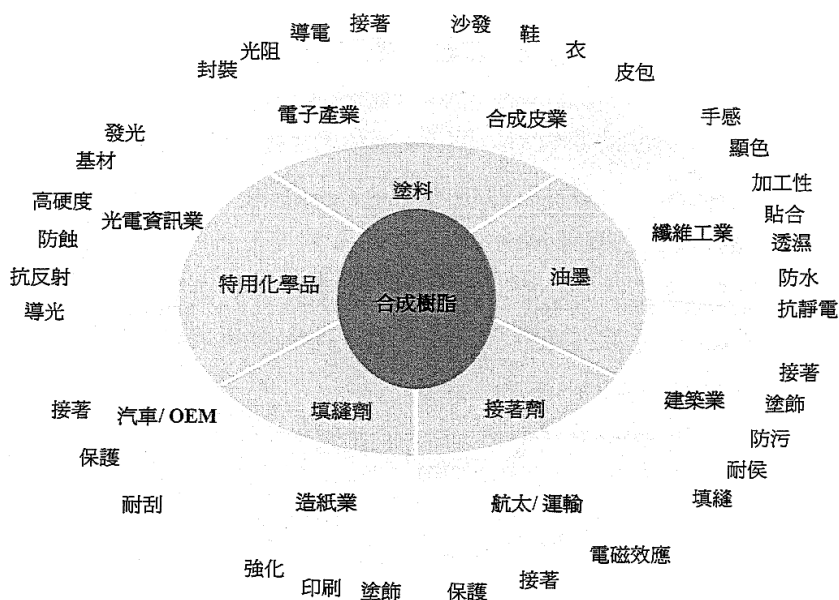 接著
沙發
導電
鞋
光阻
衣
封裝
皮包
電子產業
合成皮業
手感
發光
顯色
基材
加工性
塗料
高硬度
貼合
光電資訊業
纖維工業
防蝕
透濕
抗反射
特用化學品
油墨
防水
合成樹脂
導光
抗靜電
接著
建築業
塗飾
接著
汽車/ OEM
填縫劑
接著劑
防污
保護
耐侯
填縫
耐刮
造紙業
航太/ 運輸
電磁效應
強化
接著
印刷
塗飾
保護